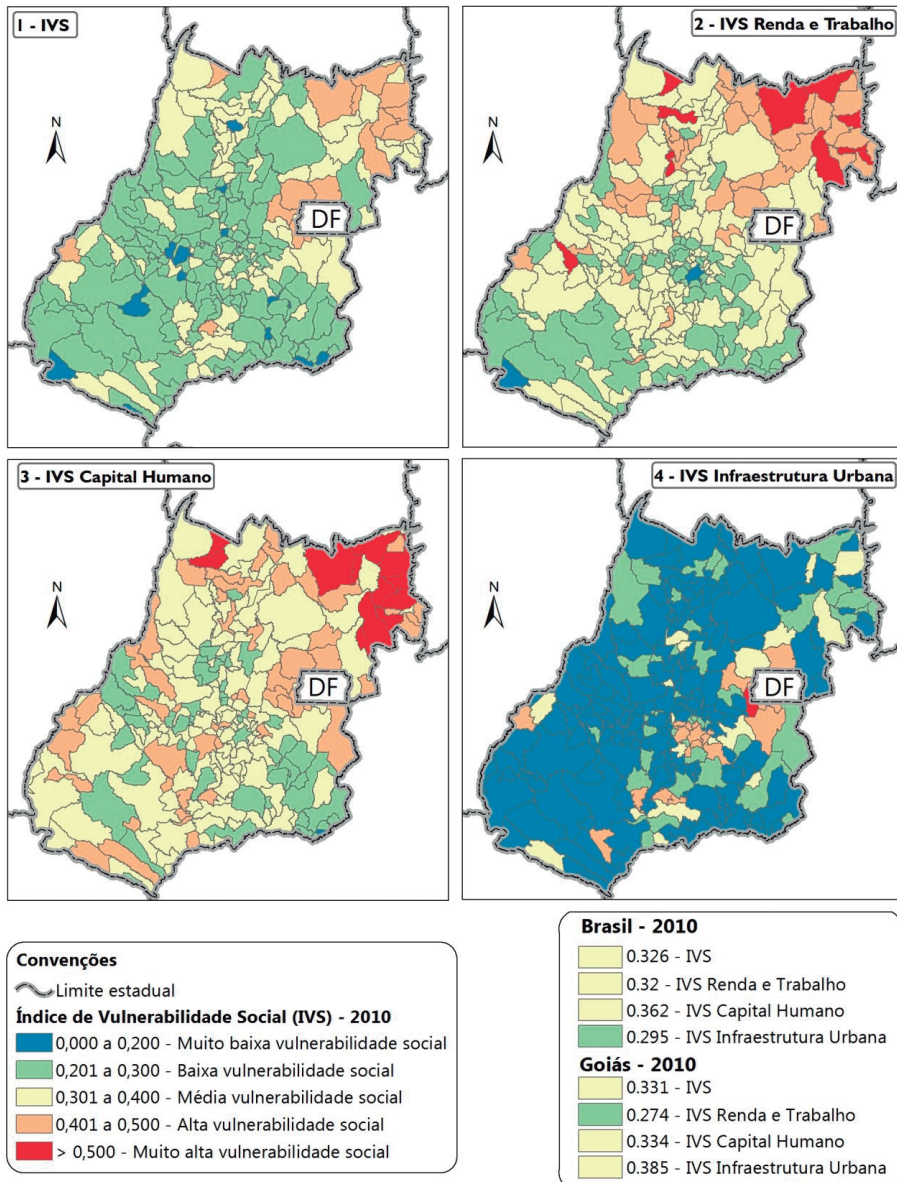 1 - IVS
N
DF
2 - IVS Renda e Trabalho
N
DF
3 - IVS Capital Humano
N
DF
4 - IVS Infraestrutura Urbana
N
DF
Convenções
Limite estadual
Índice de Vulnerabilidade Social (IVS) - 2010
0,000 a 0,200 - Muito baixa vulnerabilidade social
0,201 a 0,300 - Baixa vulnerabilidade social
0,301 a 0,400 - Média vulnerabilidade social
0,401 a 0,500 - Alta vulnerabilidade social
> 0,500 - Muito alta vulnerabilidade social
Brasil - 2010
0.326 - IVS
0.32 - IVS Renda e Trabalho
0.362 - IVS Capital Humano
0.295 - IVS Infraestrutura Urbana
Goiás - 2010
0.331 - IVS
0.274 - IVS Renda e Trabalho
0.334 - IVS Capital Humano
0.385 - IVS Infraestrutura Urbana